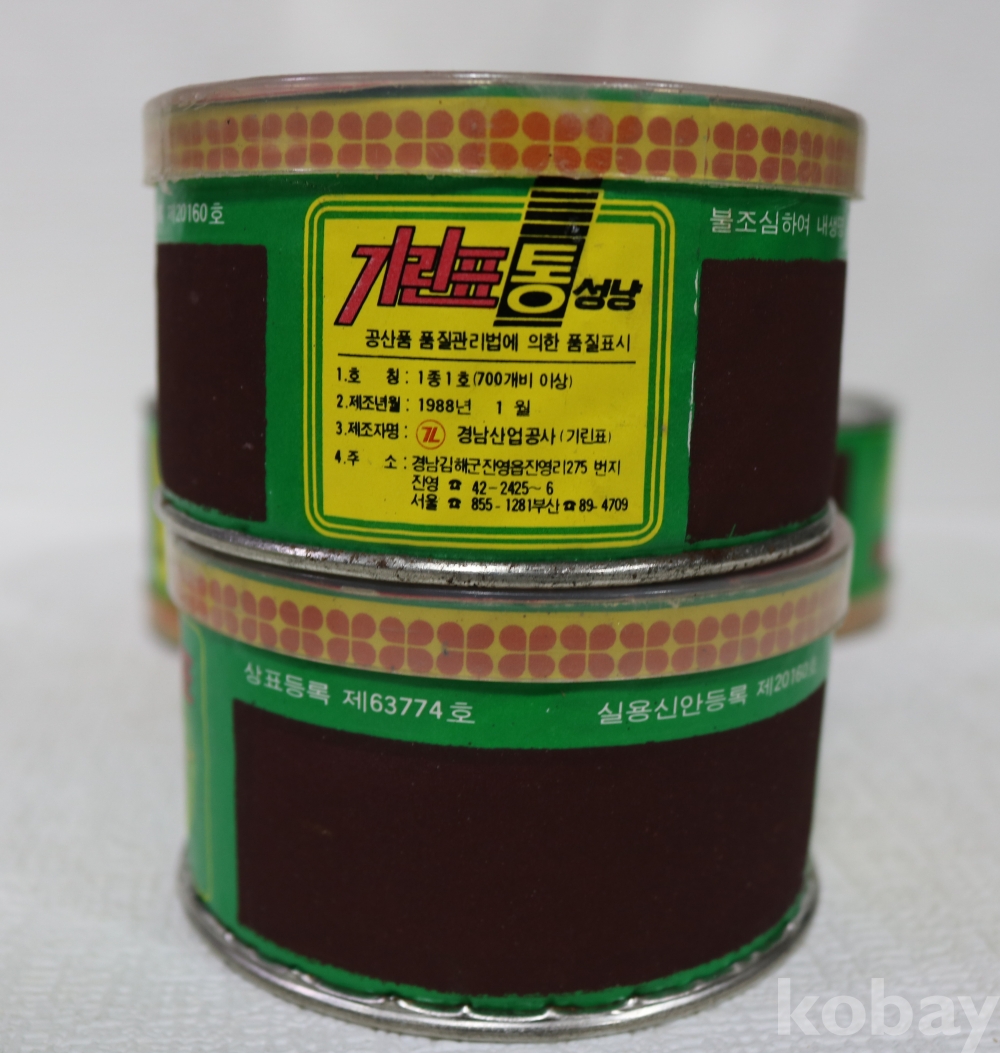 제20160호
불조심하여
기린표 통 성냥
공산품 품질관리법에 의한 품질표시
1.호 칭 : 1종1호(700개비 이상)
2.제조년월 : 1988년 1월
3.제조자명 : 경남산업공사(기린표)
4.주 소 : 경남김해군진영읍진영리275 번지
진영 ☎ 42-2425~6
서울 ☎ 855-1281부산☎89-4709
상표등록 제63774호
실용신안등록 제20160호
kobay